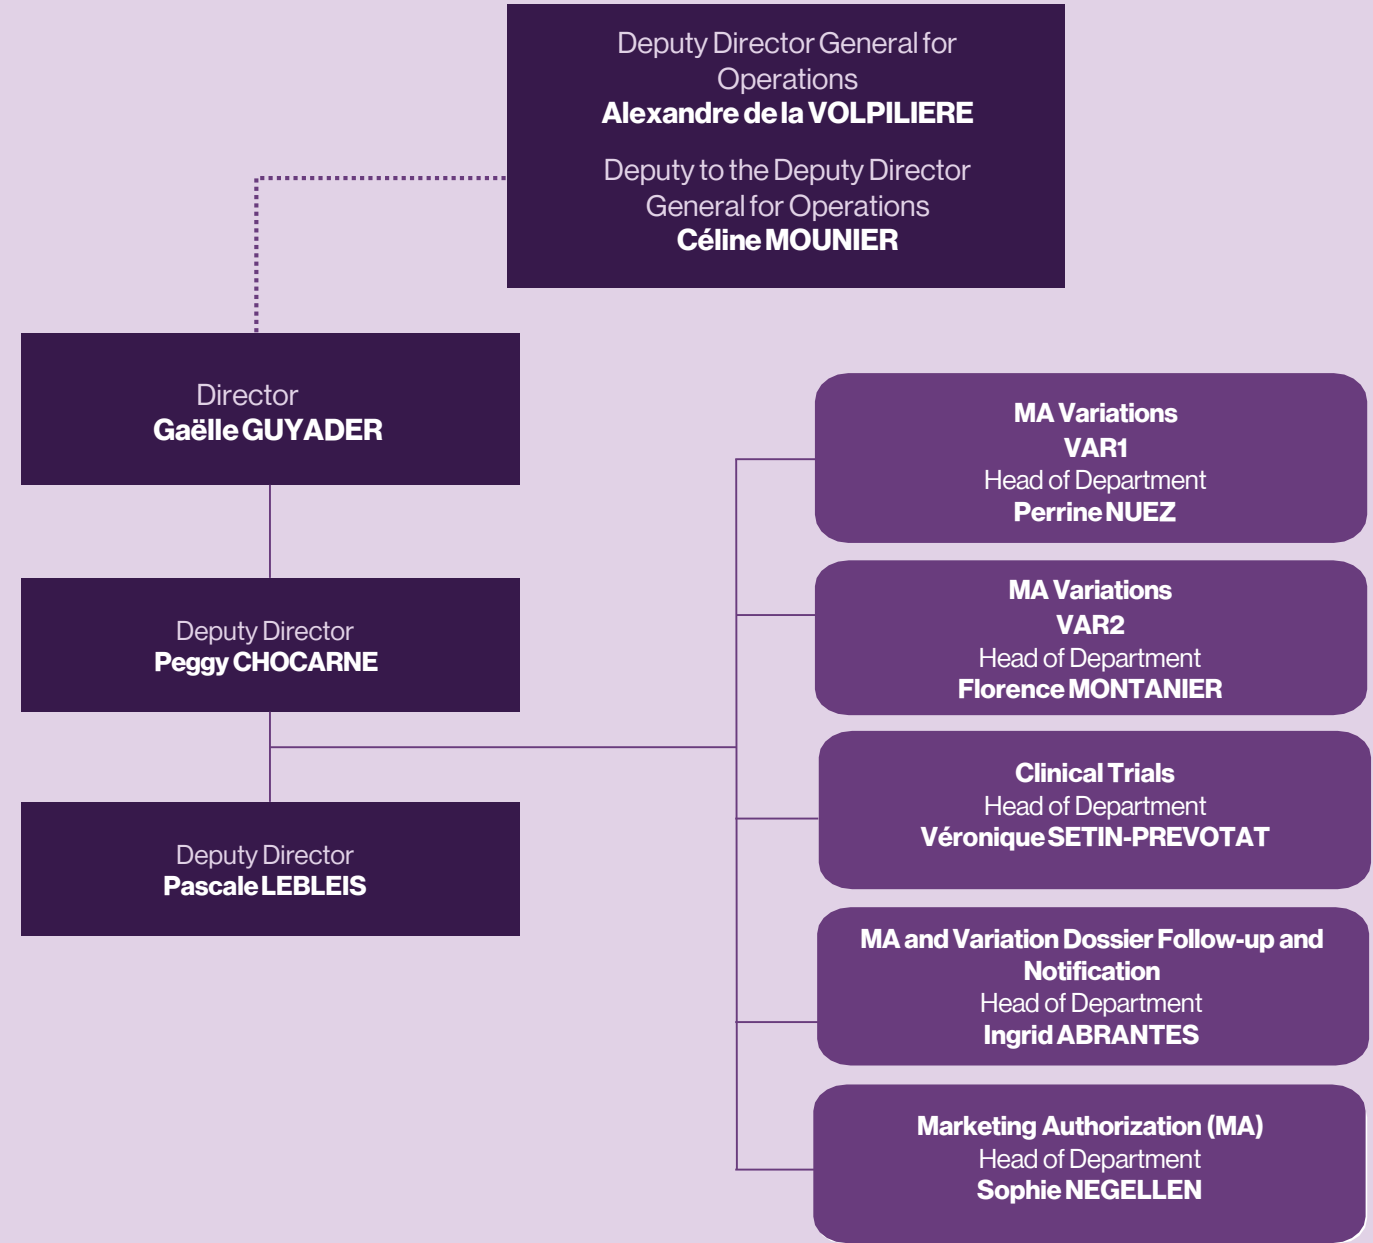 Deputy Director General for
Operations
Alexandre de la VOLPILIERE
Deputy to the Deputy Director
General for Operations
Céline MOUNIER
Director
Gaëlle GUYADER
Deputy Director
Peggy CHOCARNE
Deputy Director
Pascale LEBLEIS
MA Variations
VAR1
Head of Department
Perrine NUEZ
MA Variations
VAR2
Head of Department
Florence MONTANIER
Clinical Trials
Head of Department
Véronique SETIN-PREVOTAT
MA and Variation Dossier Follow-up and
Notification
Head of Department
Ingrid ABRANTES
Marketing Authorization (MA)
Head of Department
Sophie NEGELLEN